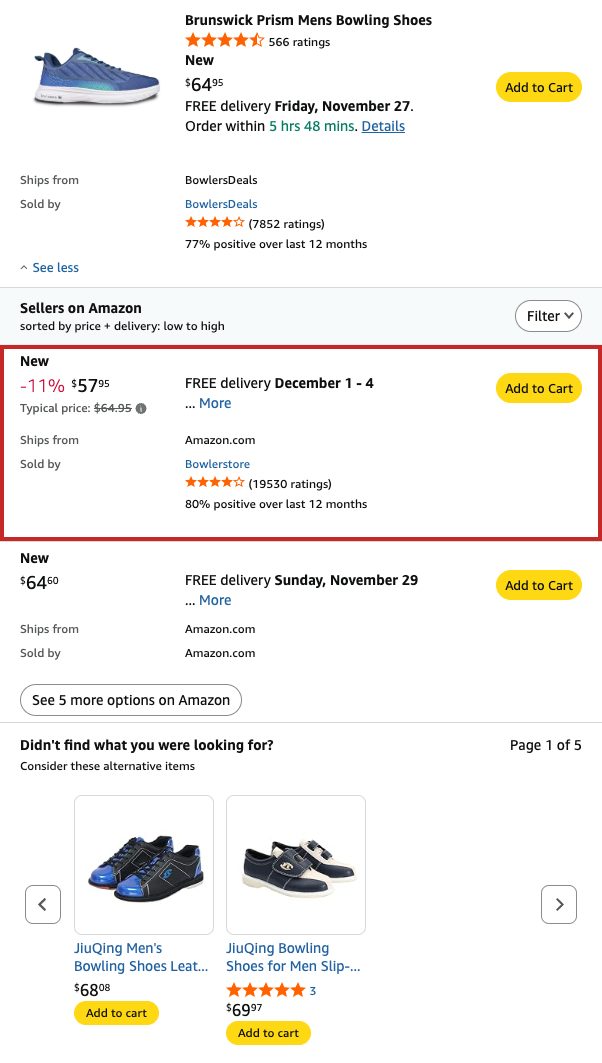 Brunswick Prism Mens Bowling Shoes
566 ratings
New
$64.95
FREE delivery Friday, November 27.
Order within 5 hrs 48 mins. Details
Add to Cart
Ships from BowlersDeals
Sold by BowlersDeals
(7852 ratings)
77% positive over last 12 months
See less
Sellers on Amazon
sorted by price + delivery: low to high
Filter
New
-11% $57.95
Typical price: $64.95
FREE delivery December 1 - 4
... More
Add to Cart
Ships from Amazon.com
Sold by Bowlerstore
(19530 ratings)
80% positive over last 12 months
New
$64.60
FREE delivery Sunday, November 29
... More
Add to Cart
Ships from Amazon.com
Sold by Amazon.com
See 5 more options on Amazon
Didn't find what you were looking for?
Page 1 of 5
Consider these alternative items
JiuQing Men's
Bowling Shoes Leat...
$68.08
Add to cart
JiuQing Bowling
Shoes for Men Slip-...
3
$69.97
Add to cart